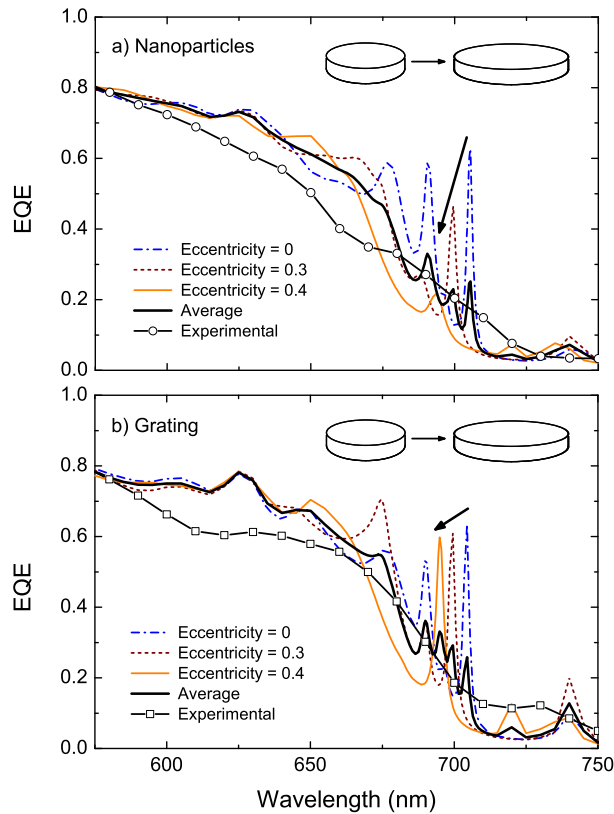 a) Nanoparticles
1.0
0.8
0.6
0.4
0.2
0.0
EQE
Eccentricity = 0
Eccentricity = 0.3
Eccentricity = 0.4
Average
Experimental
b) Grating
1.0
0.8
0.6
0.4
0.2
0.0
EQE
Eccentricity = 0
Eccentricity = 0.3
Eccentricity = 0.4
Average
Experimental
600 650 700 750
Wavelength (nm)